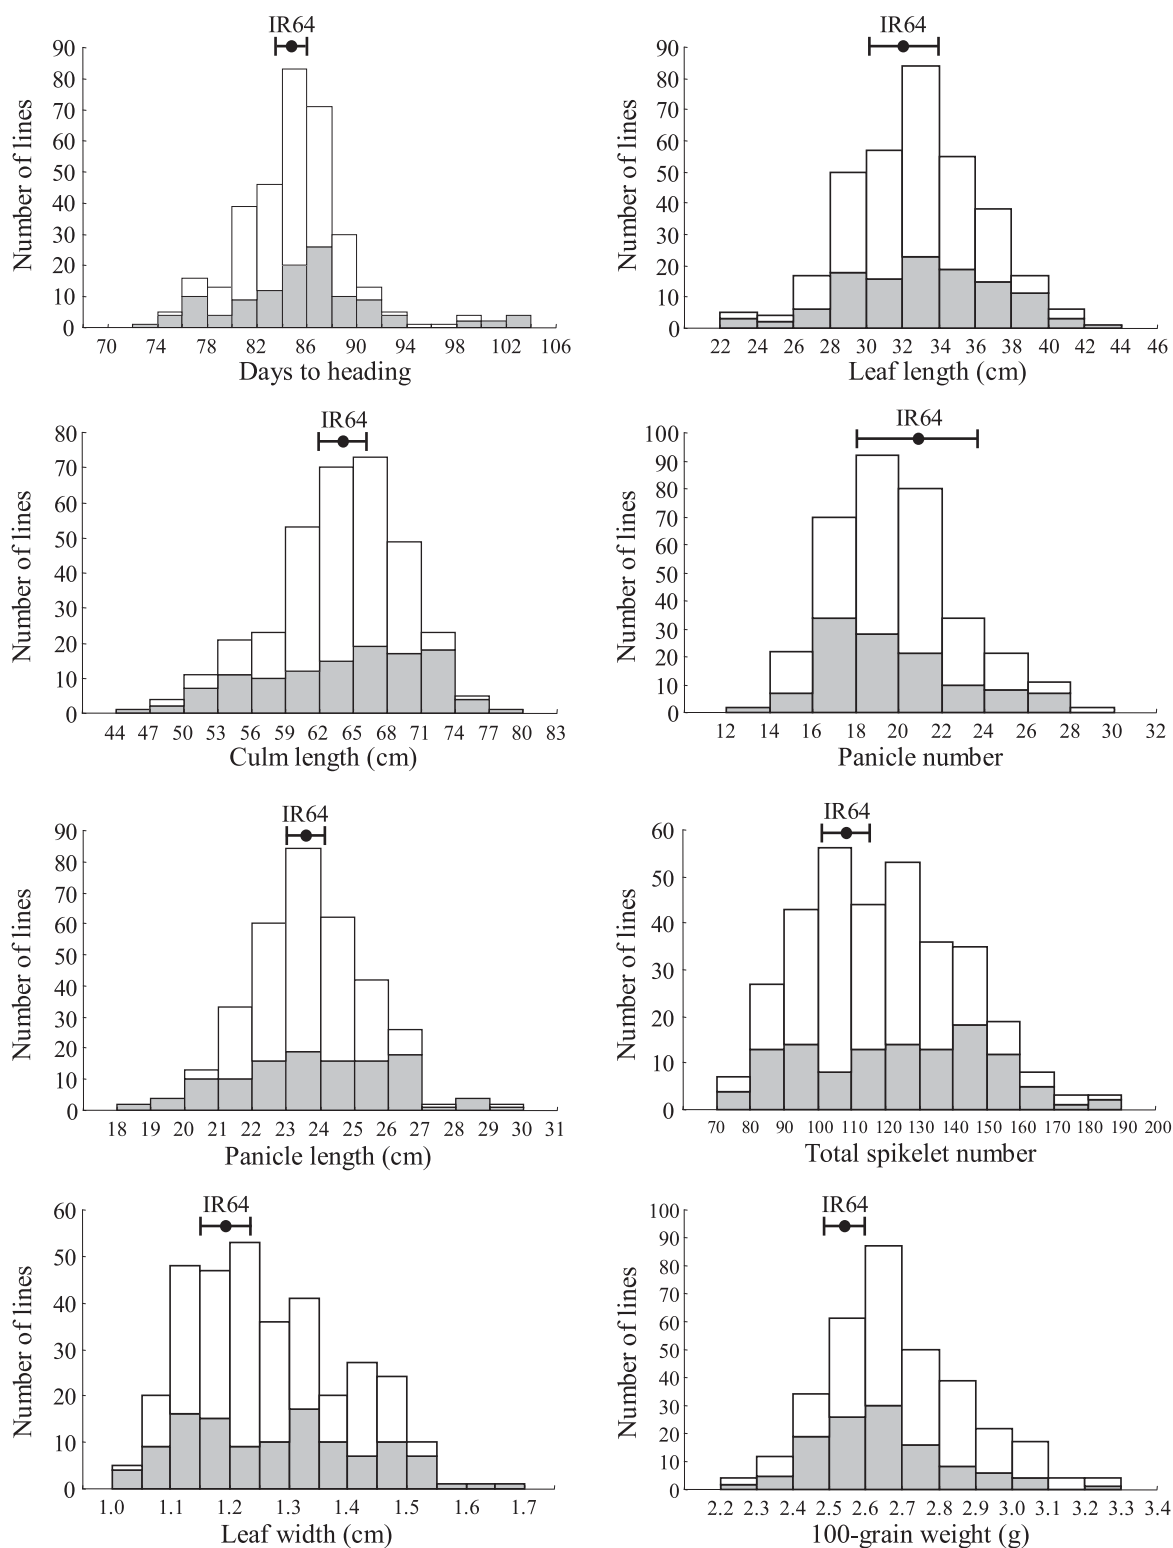 IR64
90
80
70
60
50
40
30
20
10
0
Number of lines
70 74 78 82 86 90 94 98 102 106
Days to heading
IR64
90
80
70
60
50
40
30
20
10
0
Number of lines
22 24 26 28 30 32 34 36 38 40 42 44 46
Leaf length (cm)
IR64
80
70
60
50
40
30
20
10
0
Number of lines
44 47 50 53 56 59 62 65 68 71 74 77 80 83
Culm length (cm)
IR64
100
90
80
70
60
50
40
30
20
10
0
Number of lines
12 14 16 18 20 22 24 26 28 30 32
Panicle number
IR64
90
80
70
60
50
40
30
20
10
0
Number of lines
18 19 20 21 22 23 24 25 26 27 28 29 30 31
Panicle length (cm)
IR64
60
50
40
30
20
10
0
Number of lines
70 80 90 100 110 120 130 140 150 160 170 180 190 200
Total spikelet number
IR64
60
50
40
30
20
10
0
Number of lines
1.0 1.1 1.2 1.3 1.4 1.5 1.6 1.7
Leaf width (cm)
IR64
100
90
80
70
60
50
40
30
20
10
0
Number of lines
2.2 2.3 2.4 2.5 2.6 2.7 2.8 2.9 3.0 3.1 3.2 3.3 3.4
100-grain weight (g)